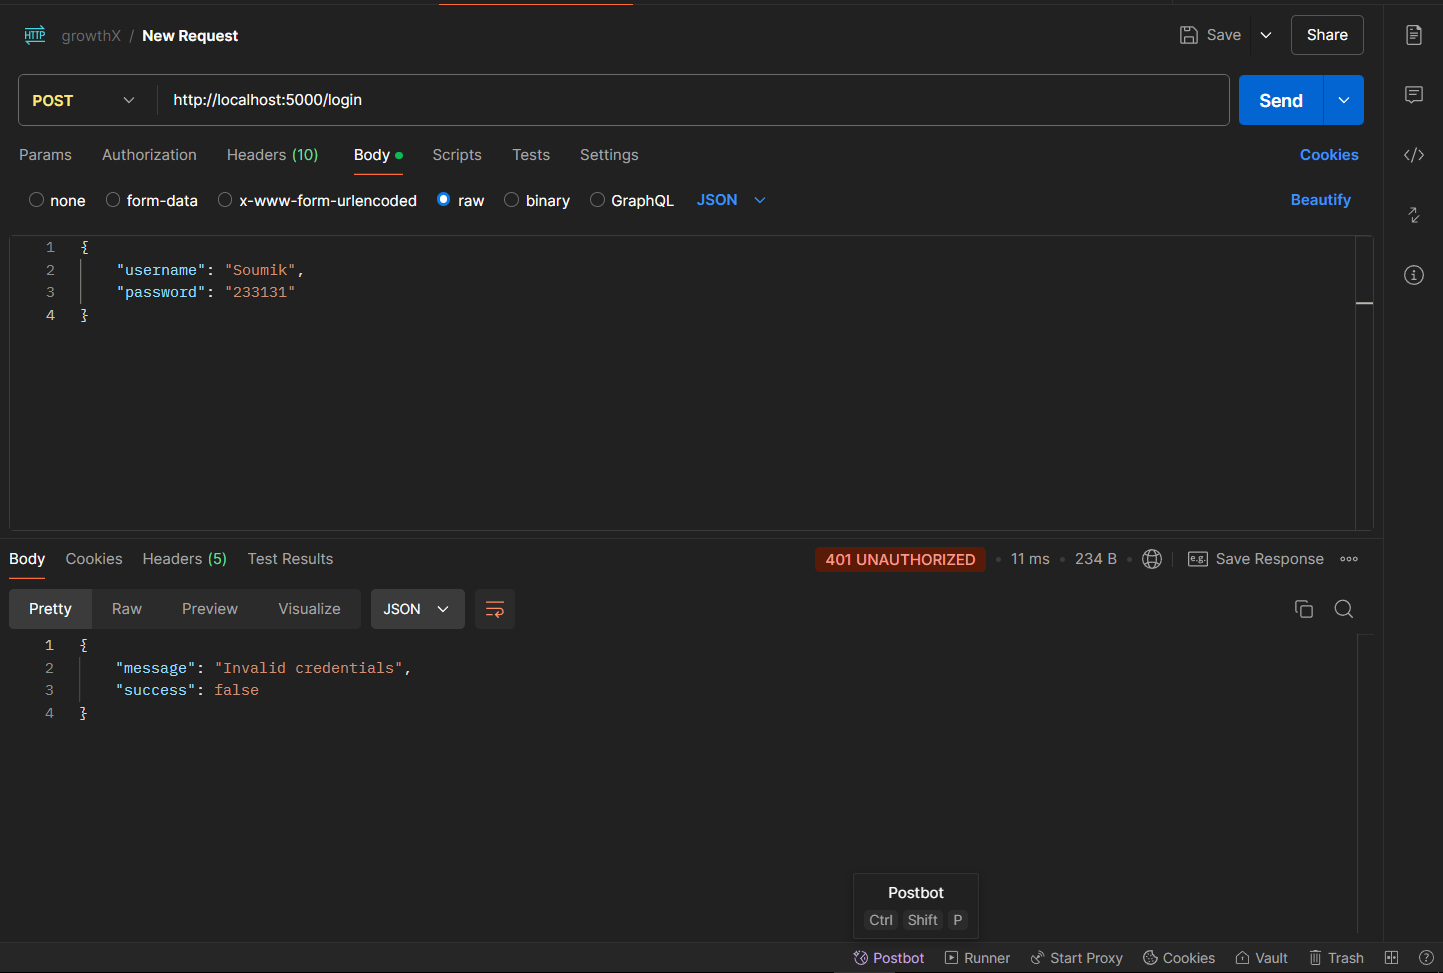 HTTP growthX / New Request Save Share
POST http://localhost:5000/login Send
Params Authorization Headers (10) Body Scripts Tests Settings Cookies
none form-data x-www-form-urlencoded raw binary GraphQL JSON Beautify
1 {
2 "username": "Soumik",
3 "password": "233131"
4 }
Body Cookies Headers (5) Test Results 401 UNAUTHORIZED • 11 ms • 234 B • e.g. Save Response
Pretty Raw Preview Visualize JSON
1 {
2 "message": "Invalid credentials",
3 "success": false
4 }
Postbot
Ctrl Shift P
Postbot Runner Start Proxy Cookies Vault Trash